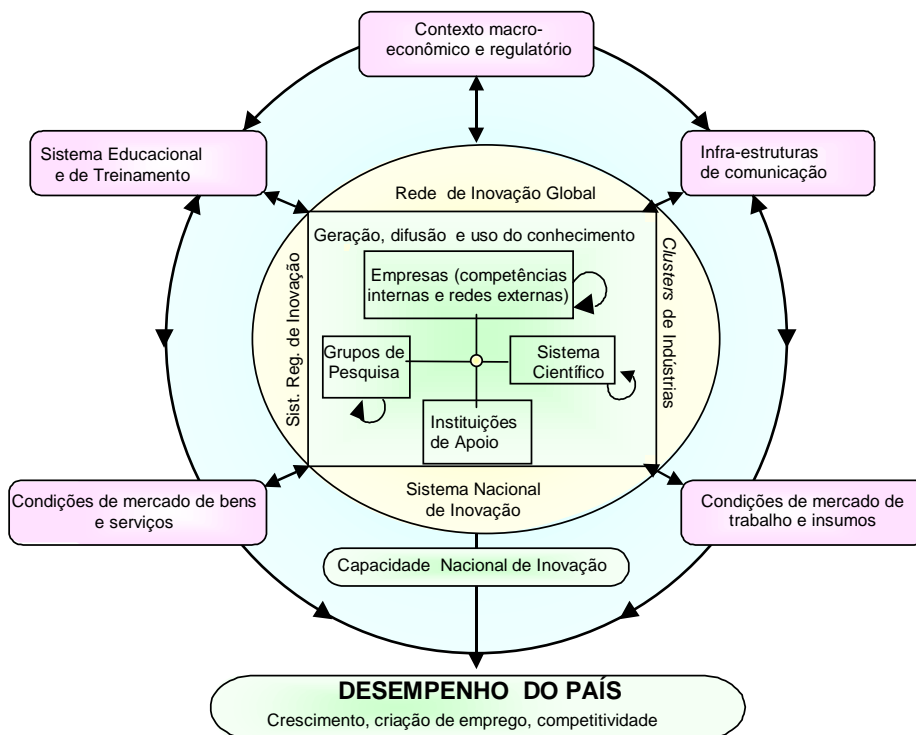 Contexto macro-
econômico e regulatório
Sistema Educacional
e de Treinamento
Infra-estruturas
de comunicação
Rede de Inovação Global
Geração, difusão e uso do conhecimento
Sist. Reg. de Inovação
Clusters de Indústrias
Empresas (competências
internas e redes externas)
Grupos de
Pesquisa
Sistema
Científico
Instituições
de Apoio
Sistema Nacional
de Inovação
Condições de mercado de bens
e serviços
Condições de mercado de
trabalho e insumos
Capacidade Nacional de Inovação
DESEMPENHO DO PAÍS
Crescimento, criação de emprego, competitividade